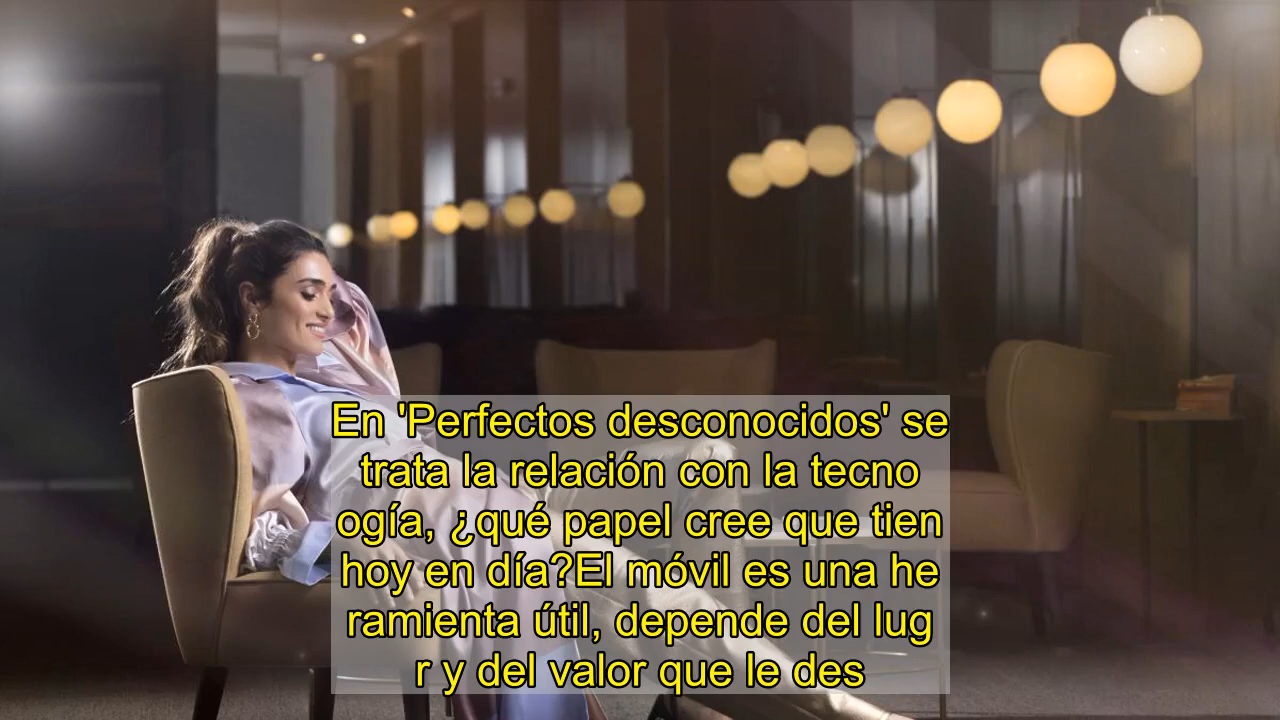 En 'Perfectos desconocidos' se
trata la relación con la tecno
ogía, ¿qué papel cree que tien
hoy en día?El móvil es una he
ramienta útil, depende del lug
r y del valor que le des